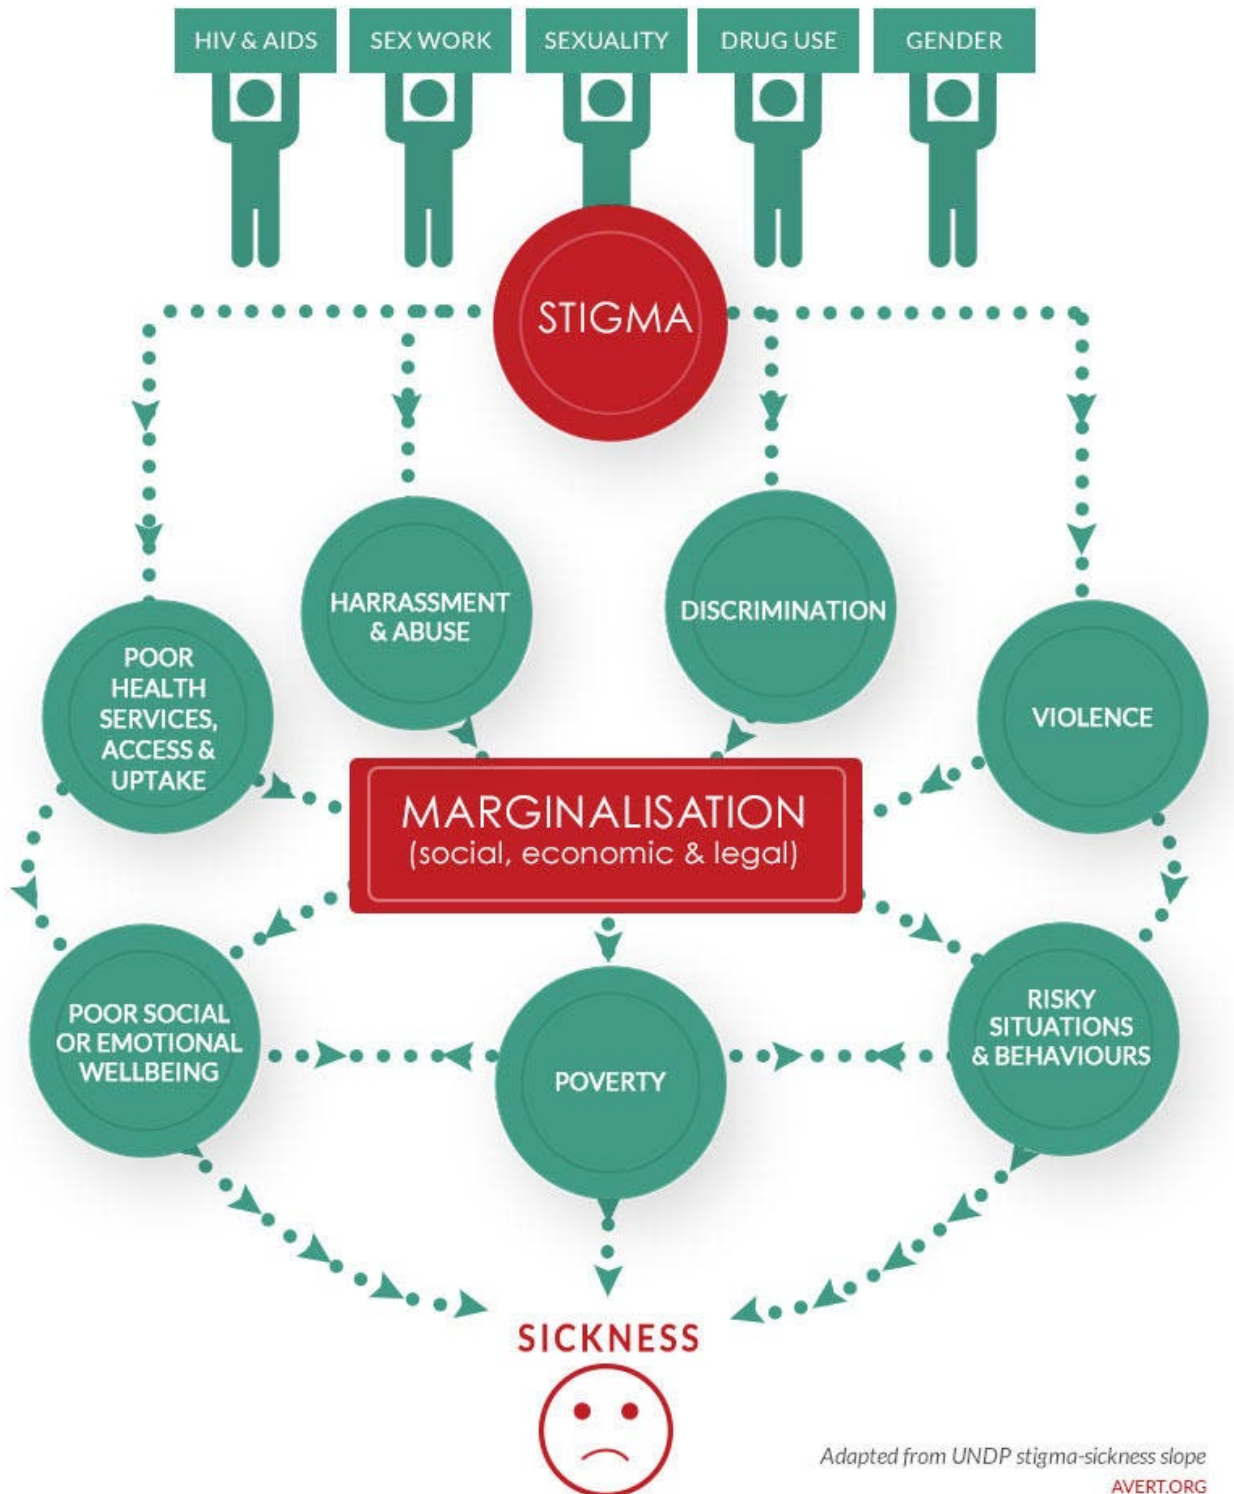 HIV & AIDS
SEX WORK
SEXUALITY
DRUG USE
GENDER
STIGMA
HARRASSMENT
& ABUSE
DISCRIMINATION
POOR
HEALTH
SERVICES,
ACCESS &
UPTAKE
VIOLENCE
MARGINALISATION
(social, economic & legal)
POOR SOCIAL
OR EMOTIONAL
WELLBEING
POVERTY
RISKY
SITUATIONS
& BEHAVIOURS
SICKNESS
Adapted from UNDP stigma-sickness slope
AVERT.ORG